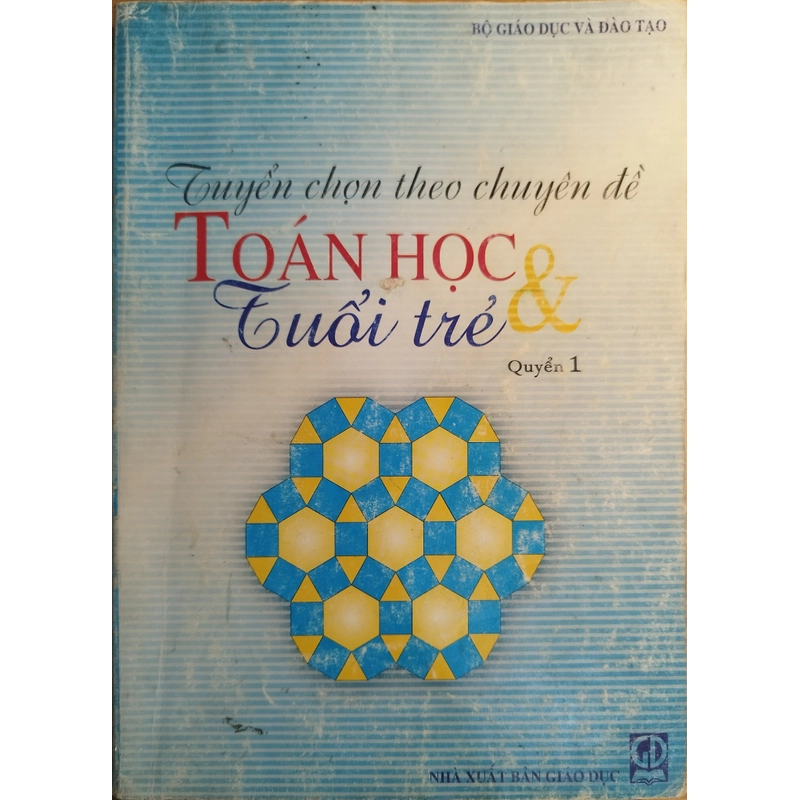 BỘ GIÁO DỤC VÀ ĐÀO TẠO
Tuyển chọn theo chuyên đề
TOÁN HỌC &
Tuổi trẻ
Quyển 1
GD
NHÀ XUẤT BẢN GIÁO DỤC